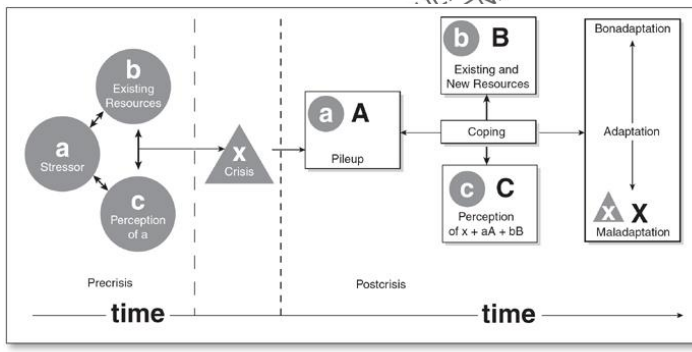 b
Existing
Resources
a
Stressor
c
Perception
of a
x
Crisis
a A
Pileup
b B
Existing and
New Resources
Coping
c C
Perception
of x + aA + bB
Bonadaptation
Adaptation
x X
Maladaptation
Precrisis
Postcrisis
time
time